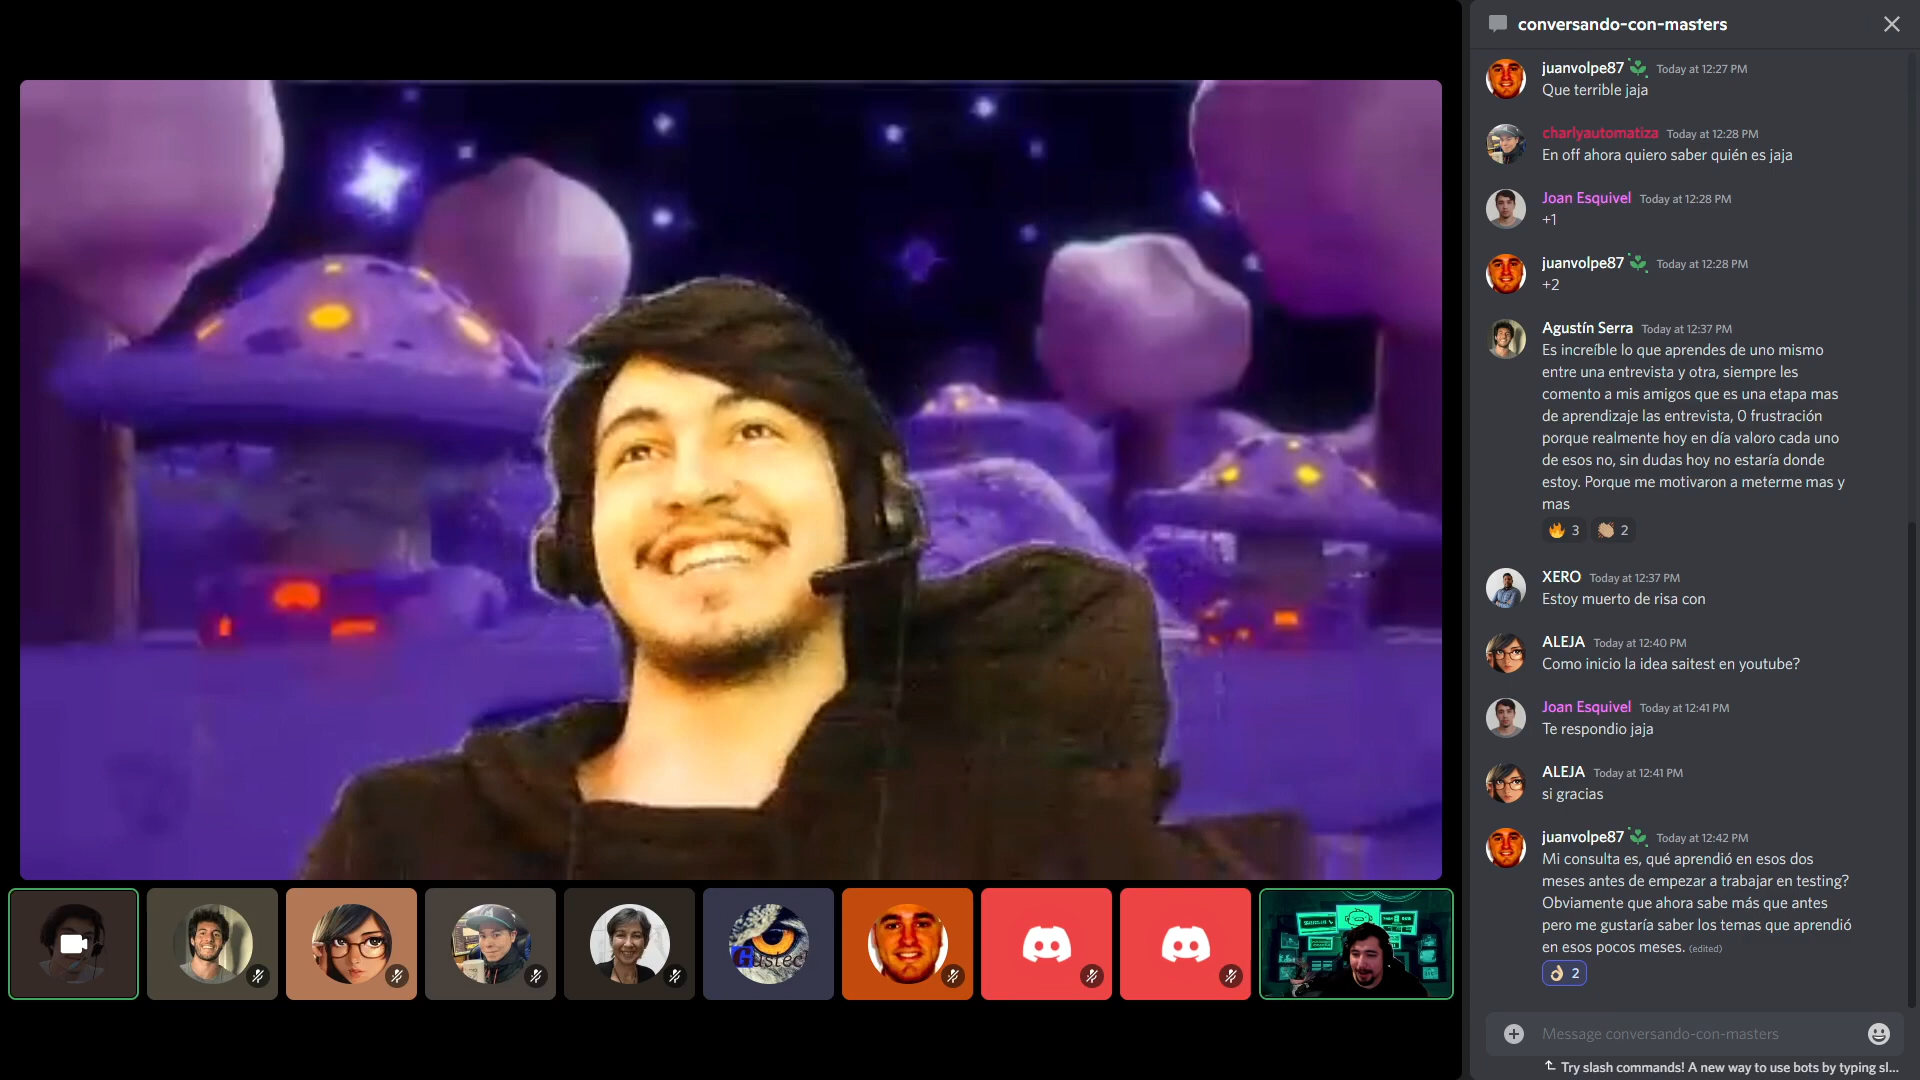 conversando-con-masters
juanvolpe87 Today at 12:27 PM
Que terrible jaja
charlyautomatiza Today at 12:28 PM
En off ahora quiero saber quién es jaja
Joan Esquivel Today at 12:28 PM
+1
juanvolpe87 Today at 12:28 PM
+2
Agustín Serra Today at 12:37 PM
Es increíble lo que aprendes de uno mismo
entre una entrevista y otra, siempre les
comento a mis amigos que es una etapa mas
de aprendizaje las entrevista, 0 frustración
porque realmente hoy en día valoro cada uno
de esos no, sin dudas hoy no estaría donde
estoy. Porque me motivaron a meterme mas y
mas
3 2
XERO Today at 12:37 PM
Estoy muerto de risa con
ALEJA Today at 12:40 PM
Como inicio la idea saitest en youtube?
Joan Esquivel Today at 12:41 PM
Te respondio jaja
ALEJA Today at 12:41 PM
si gracias
juanvolpe87 Today at 12:42 PM
Mi consulta es, qué aprendió en esos dos
meses antes de empezar a trabajar en testing?
Obviamente que ahora sabe más que antes
pero me gustaría saber los temas que aprendió
en esos pocos meses. (edited)
2
Message conversando-con-masters
Try slash commands! A new way to use bots by typing sl...